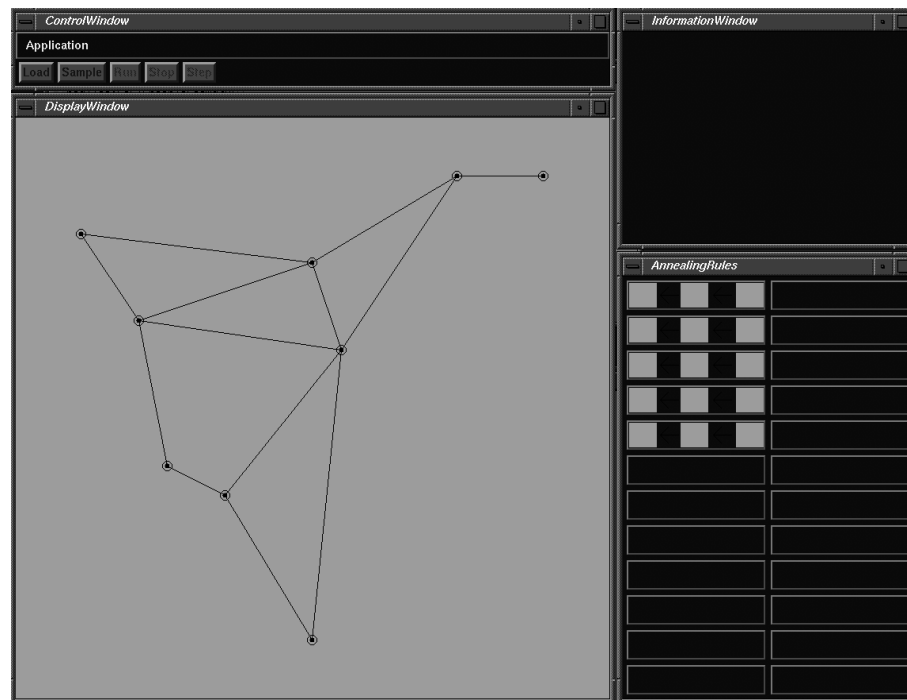 ControlWindow
Application
Load Sample Run Stop Step
DisplayWindow
InformationWindow
AnnealingRules